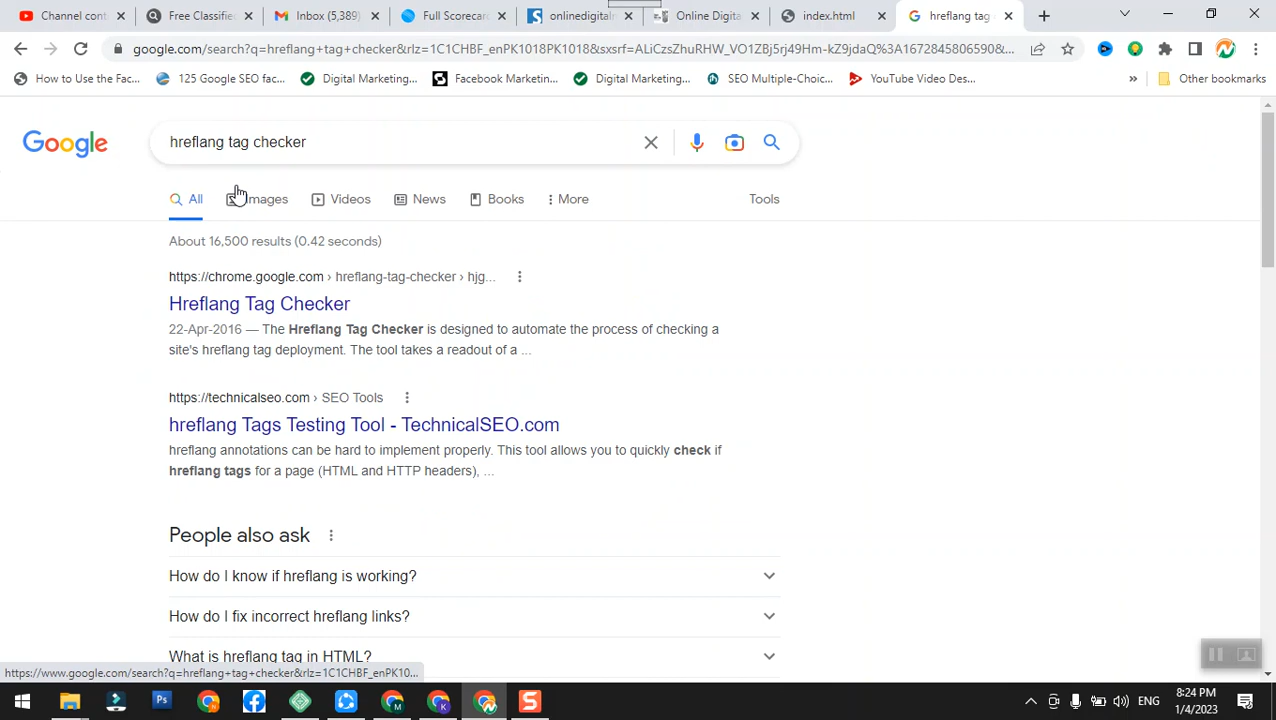 Channel cont
Free Classifie
Inbox (5,389)
Full Scorecar
onlinedigitaln
Online Digita
index.html
hreflang tag
google.com/search?q=hreflang+tag+checker&rlz=1C1CHBF_enPK1018PK1018&sxsrf=ALiCzsZhuRHW_VO1ZBj5rj49Hm-kZ9jdaQ%3A1672845806590&...
How to Use the Fac...
125 Google SEO fac...
Digital Marketing...
Facebook Marketin...
Digital Marketing...
SEO Multiple-Choic...
YouTube Video Des...
»
Other bookmarks
Google
hreflang tag checker
All
Images
Videos
News
Books
More
Tools
About 16,500 results (0.42 seconds)
https://chrome.google.com › hreflang-tag-checker › hjg...
Hreflang Tag Checker
22-Apr-2016 — The Hreflang Tag Checker is designed to automate the process of checking a
site's hreflang tag deployment. The tool takes a readout of a ...
https://technicalseo.com › SEO Tools
hreflang Tags Testing Tool - TechnicalSEO.com
hreflang annotations can be hard to implement properly. This tool allows you to quickly check if
hreflang tags for a page (HTML and HTTP headers), ...
People also ask
How do I know if hreflang is working?
How do I fix incorrect hreflang links?
What is hreflang tag in HTML?
https://www.google.com/search?q=hreflang+tag+checker&rlz=1C1CHBF_enPK10...
Ps
M
K
S
ENG
8:24 PM
1/4/2023